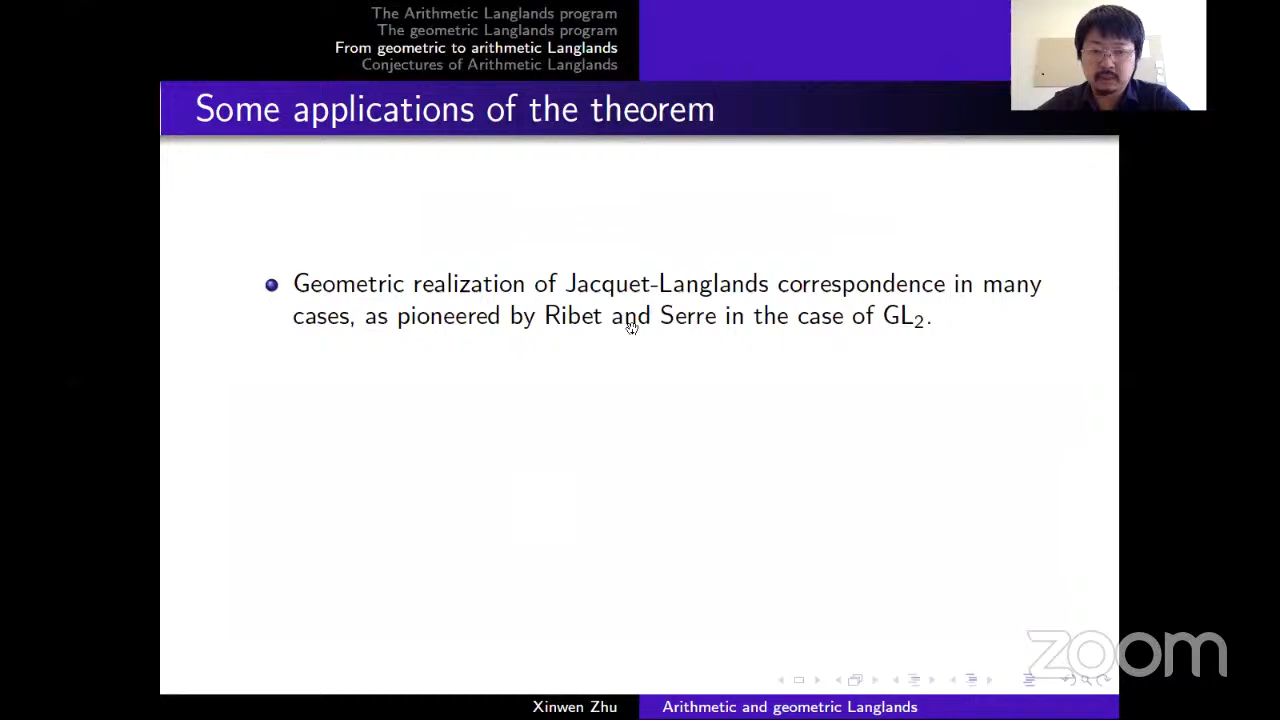 The Arithmetic Langlands program
The geometric Langlands program
From geometric to arithmetic Langlands
Conjectures of Arithmetic Langlands
Some applications of the theorem
Geometric realization of Jacquet-Langlands correspondence in many
cases, as pioneered by Ribet and Serre in the case of GL₂.
zoom
Xinwen Zhu
Arithmetic and geometric Langlands